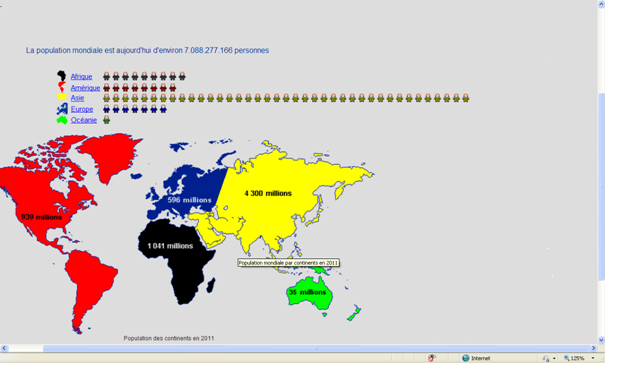 La population mondiale est aujourd'hui d'environ 7.088.277.166 personnes
Afrique
Amérique
Asie
Europe
Océanie
4 300 millions
596 millions
939 millions
1 041 millions
Population mondiale par continents en 2011
35 millions
Population des continents en 2011
Internet
125%